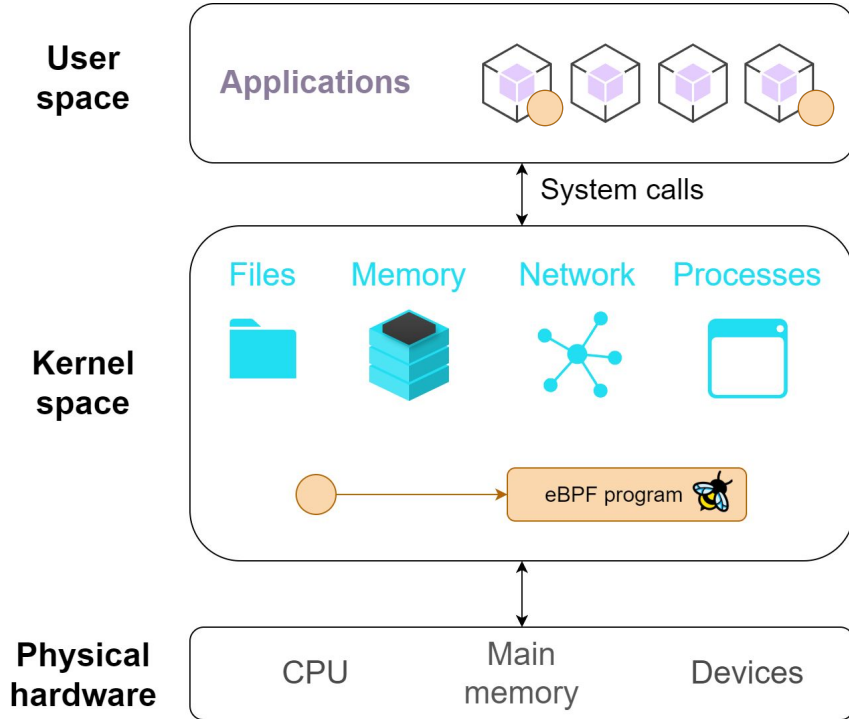 User
space
Applications
System calls
Files
Memory
Network
Processes
Kernel
space
eBPF program
Physical
hardware
CPU
Main
memory
Devices